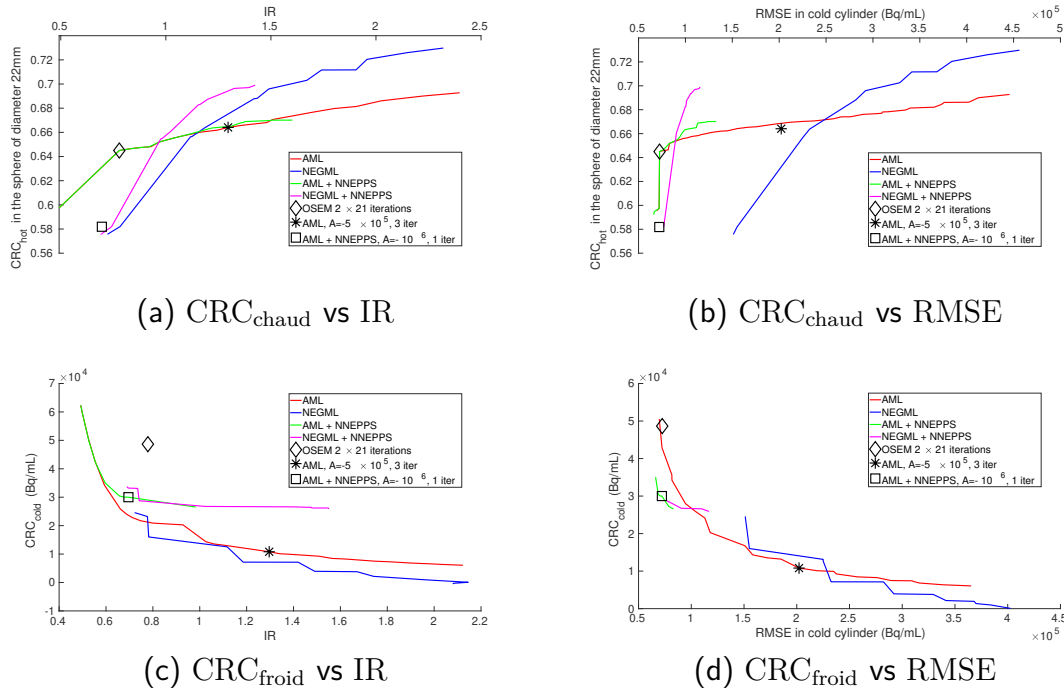 IR
0.5 1 1.5 2 2.5
0.72
0.7
0.68
0.66
0.64
0.62
0.6
0.58
0.56
CRC_hot in the sphere of diameter 22mm
AML
NEGML
AML + NNEPPS
NEGML + NNEPPS
OSEM 2 × 21 iterations
AML, A=-5 × 10^5, 3 iter
AML + NNEPPS, A=- 10^6, 1 iter
(a) CRC_chaud vs IR
RMSE in cold cylinder (Bq/mL)
×10^5
0 0.5 1 1.5 2 2.5 3 3.5 4 4.5 5
0.72
0.7
0.68
0.66
0.64
0.62
0.6
0.58
0.56
CRC_hot in the sphere of diameter 22mm
AML
NEGML
AML + NNEPPS
NEGML + NNEPPS
OSEM 2 × 21 iterations
AML, A=-5 × 10^5, 3 iter
AML + NNEPPS, A=- 10^6, 1 iter
(b) CRC_chaud vs RMSE
×10^4
7
6
5
4
3
2
1
0
-1
CRC_cold (Bq/mL)
AML
NEGML
AML + NNEPPS
NEGML + NNEPPS
OSEM 2 × 21 iterations
AML, A=-5 × 10^5, 3 iter
AML + NNEPPS, A=- 10^6, 1 iter
0.4 0.6 0.8 1 1.2 1.4 1.6 1.8 2 2.2
IR
(c) CRC_froid vs IR
×10^4
6
5
4
3
2
1
0
CRC_cold (Bq/mL)
AML
NEGML
AML + NNEPPS
NEGML + NNEPPS
OSEM 2 × 21 iterations
AML, A=-5 × 10^5, 3 iter
AML + NNEPPS, A=- 10^6, 1 iter
0.5 1 1.5 2 2.5 3 3.5 4 4.5
RMSE in cold cylinder (Bq/mL)
×10^5
(d) CRC_froid vs RMSE